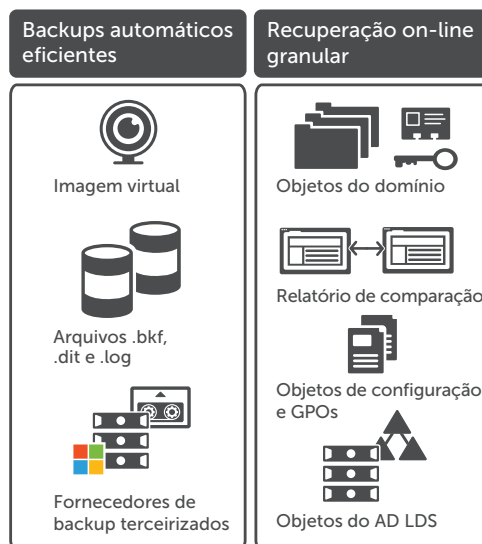 Backups automáticos
eficientes
Imagem virtual
Arquivos .bkf,
.dit e .log
Fornecedores de
backup terceirizados
Recuperação on-line
granular
Objetos do domínio
Relatório de comparação
Objetos de configuração
e GPOs
Objetos do AD LDS